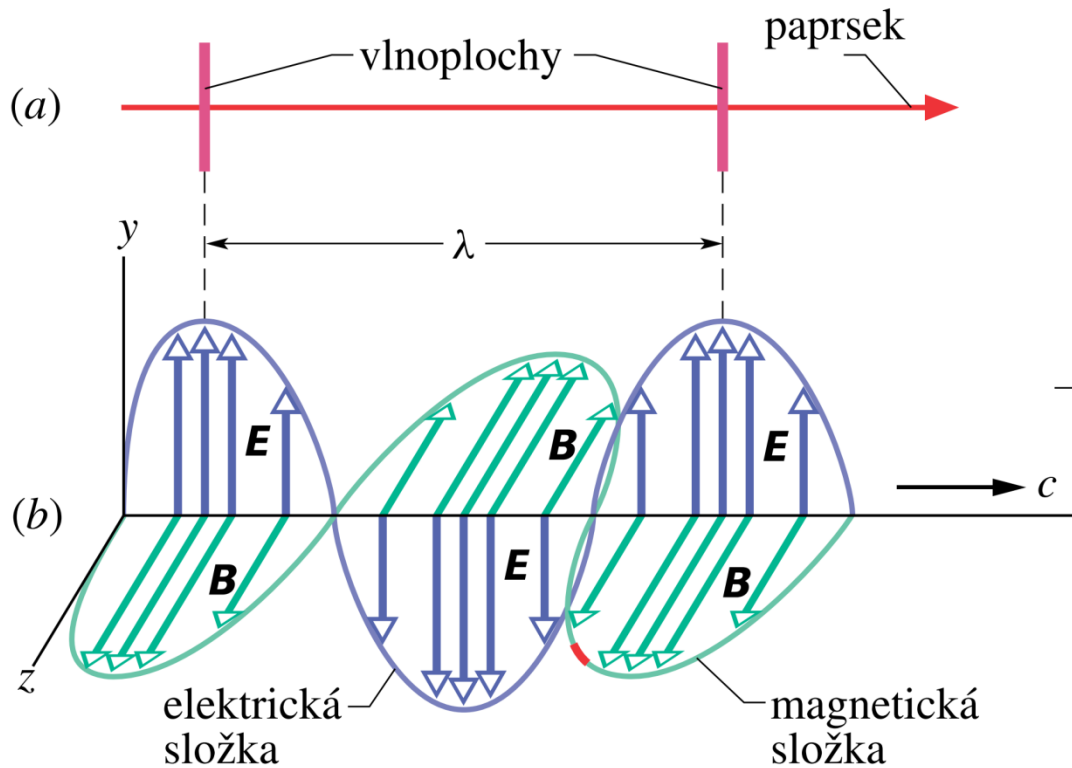 paprsek
vlnoplochy
(a)
λ
y
E
B
E
c
(b)
B
E
B
z
elektrická
složka
magnetická
složka